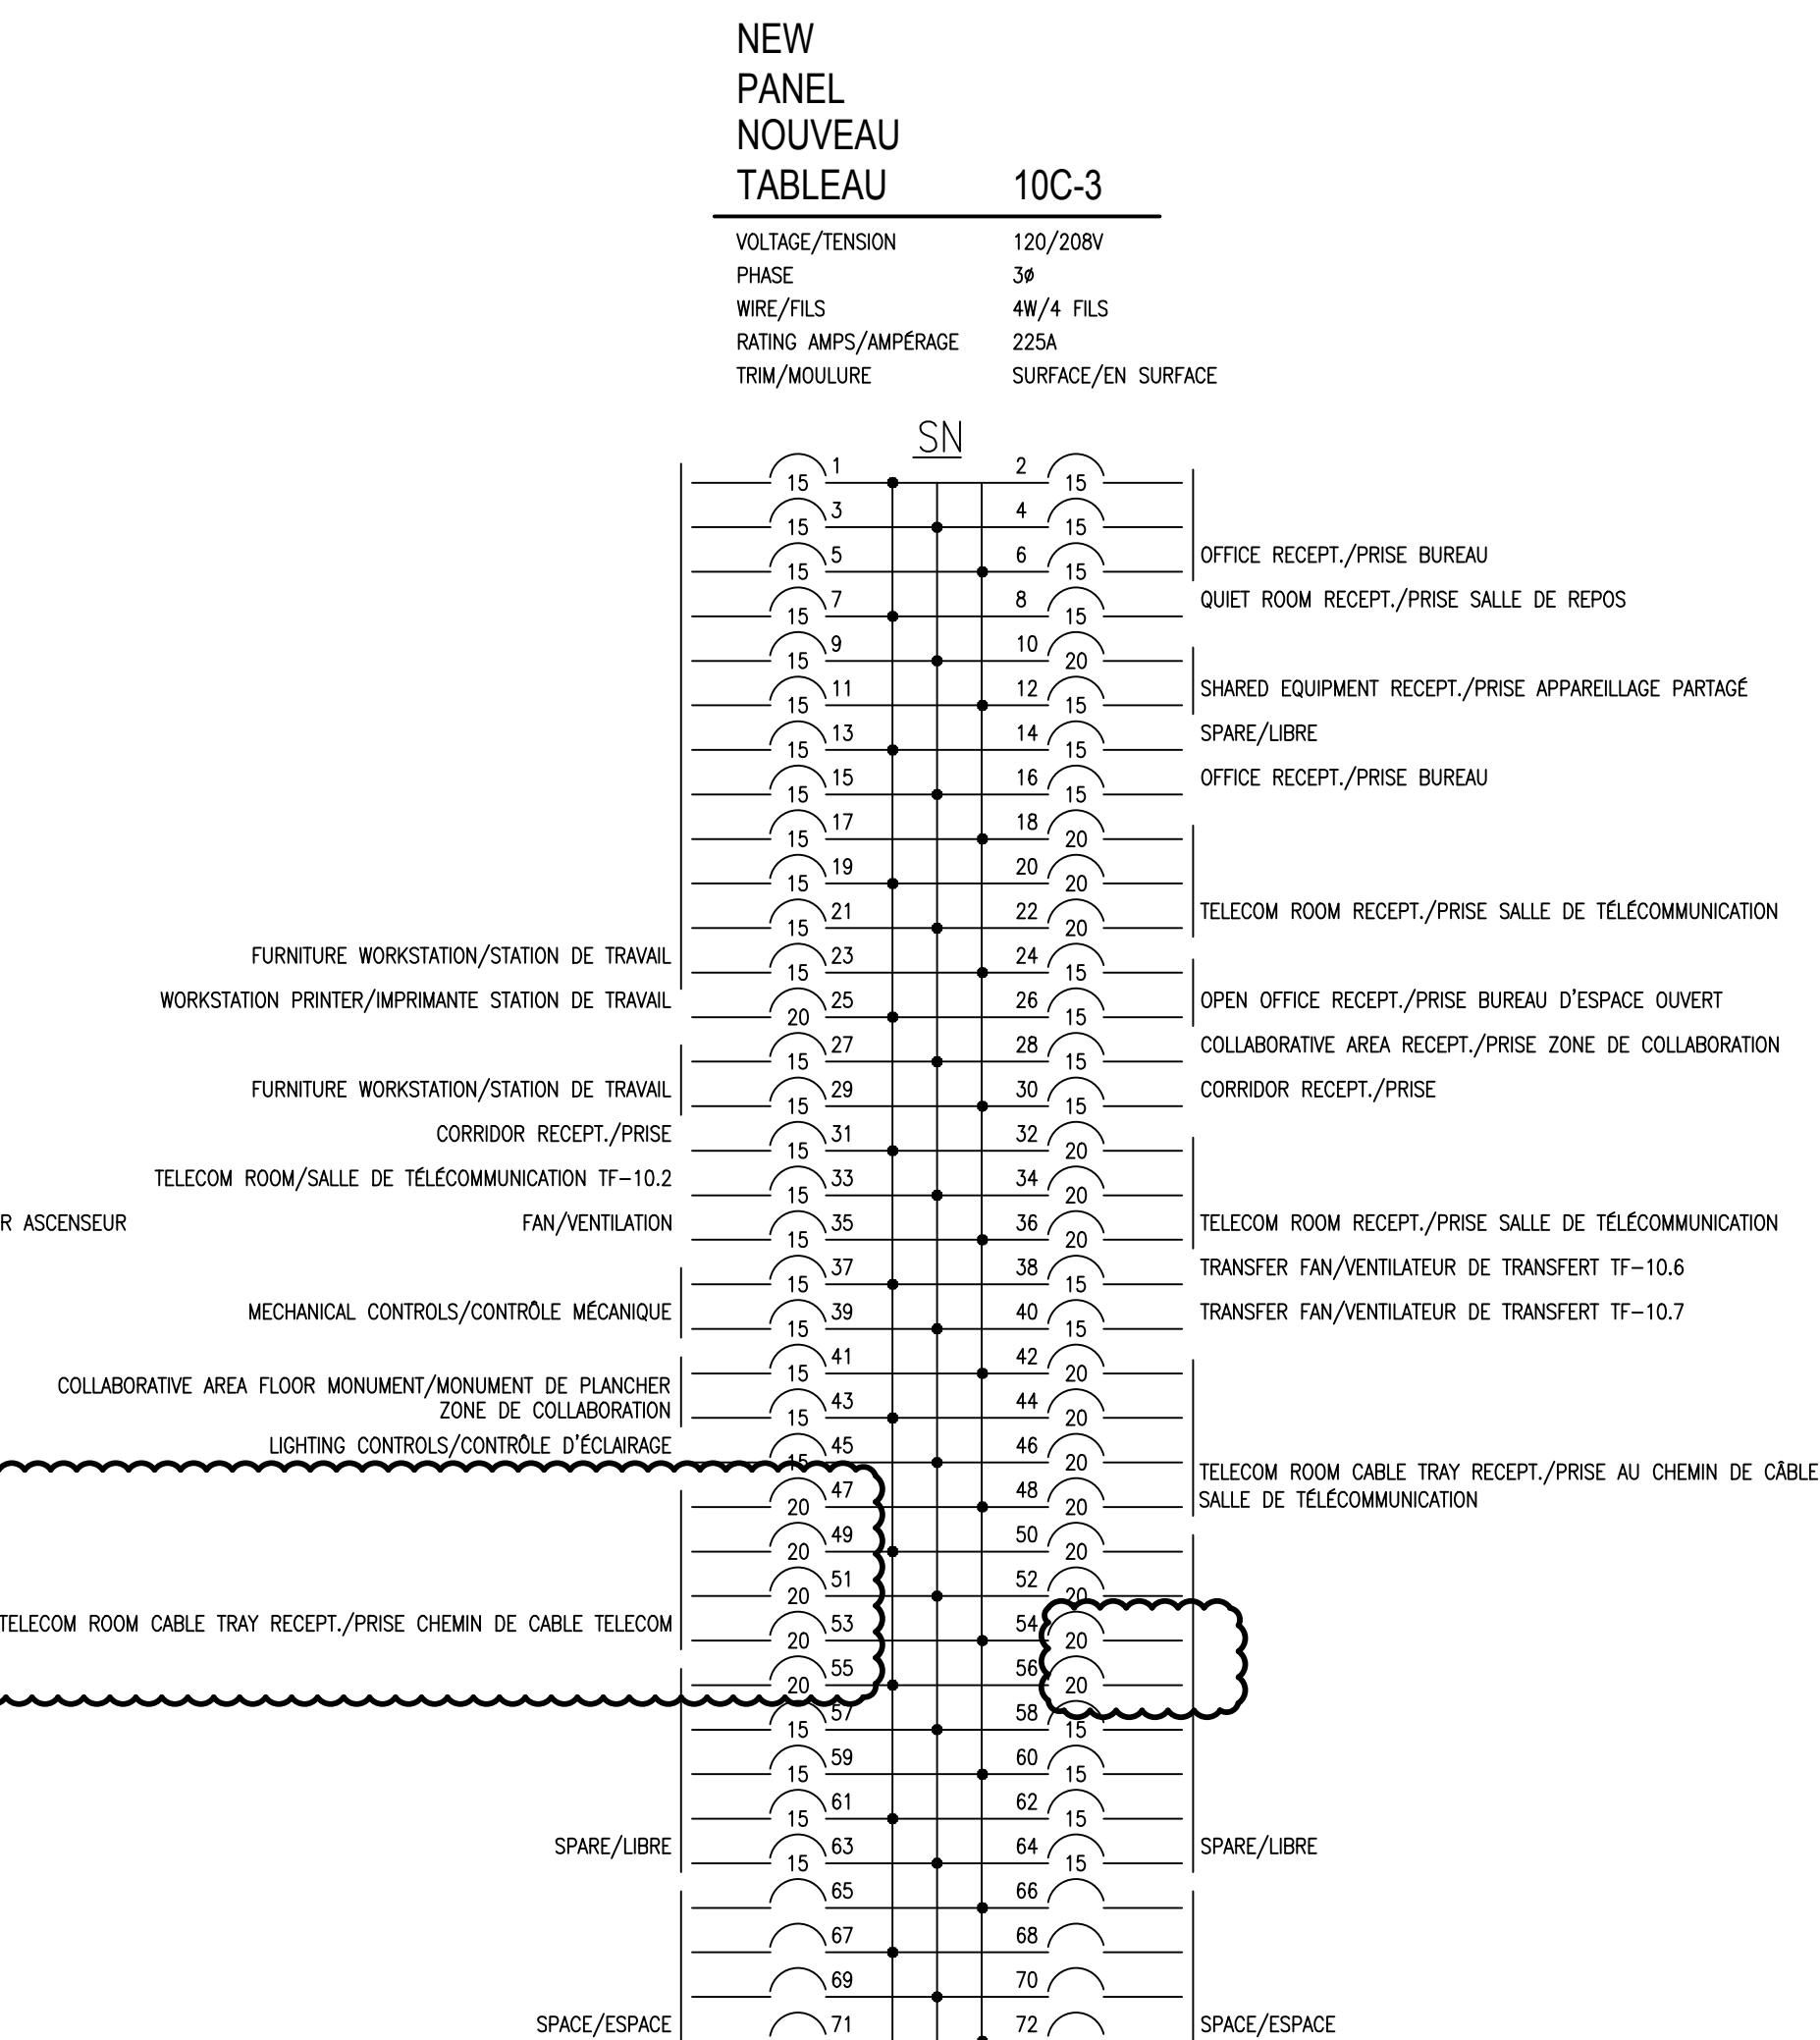 NEW
PANEL
NOUVEAU
TABLEAU 10C-3
VOLTAGE/TENSION 120/208V
PHASE 3ø
WIRE/FILS 4W/4 FILS
RATING AMPS/AMPÉRAGE 225A
TRIM/MOULURE SURFACE/EN SURFACE
SN
15 1 2 15
15 3 4 15
15 5 6 15 OFFICE RECEPT./PRISE BUREAU
15 7 8 15 QUIET ROOM RECEPT./PRISE SALLE DE REPOS
15 9 10 20
15 11 12 15 SHARED EQUIPMENT RECEPT./PRISE APPAREILLAGE PARTAGÉ
15 13 14 15 SPARE/LIBRE
15 15 16 15 OFFICE RECEPT./PRISE BUREAU
15 17 18 20
15 19 20 20
15 21 22 20 TELECOM ROOM RECEPT./PRISE SALLE DE TÉLÉCOMMUNICATION
FURNITURE WORKSTATION/STATION DE TRAVAIL 15 23 24 15
WORKSTATION PRINTER/IMPRIMANTE STATION DE TRAVAIL 20 25 26 15 OPEN OFFICE RECEPT./PRISE BUREAU D'ESPACE OUVERT
15 27 28 15 COLLABORATIVE AREA RECEPT./PRISE ZONE DE COLLABORATION
FURNITURE WORKSTATION/STATION DE TRAVAIL 15 29 30 15 CORRIDOR RECEPT./PRISE
CORRIDOR RECEPT./PRISE 15 31 32 20
TELECOM ROOM/SALLE DE TÉLÉCOMMUNICATION TF-10.2 15 33 34 20
R ASCENSEUR FAN/VENTILATION 15 35 36 20 TELECOM ROOM RECEPT./PRISE SALLE DE TÉLÉCOMMUNICATION
15 37 38 15 TRANSFER FAN/VENTILATEUR DE TRANSFERT TF-10.6
MECHANICAL CONTROLS/CONTRÔLE MÉCANIQUE 15 39 40 15 TRANSFER FAN/VENTILATEUR DE TRANSFERT TF-10.7
15 41 42 20
COLLABORATIVE AREA FLOOR MONUMENT/MONUMENT DE PLANCHER
ZONE DE COLLABORATION 15 43 44 20
LIGHTING CONTROLS/CONTRÔLE D'ÉCLAIRAGE 15 45 46 20
TELECOM ROOM CABLE TRAY RECEPT./PRISE AU CHEMIN DE CÂBLE
20 47 48 20 SALLE DE TÉLÉCOMMUNICATION
20 49 50 20
20 51 52 20
TELECOM ROOM CABLE TRAY RECEPT./PRISE CHEMIN DE CABLE TELECOM 20 53 54 20
20 55 56 20
15 57 58 15
15 59 60 15
15 61 62 15
SPARE/LIBRE 15 63 64 15 SPARE/LIBRE
65 66
67 68
69 70
SPACE/ESPACE 71 72 SPACE/ESPACE